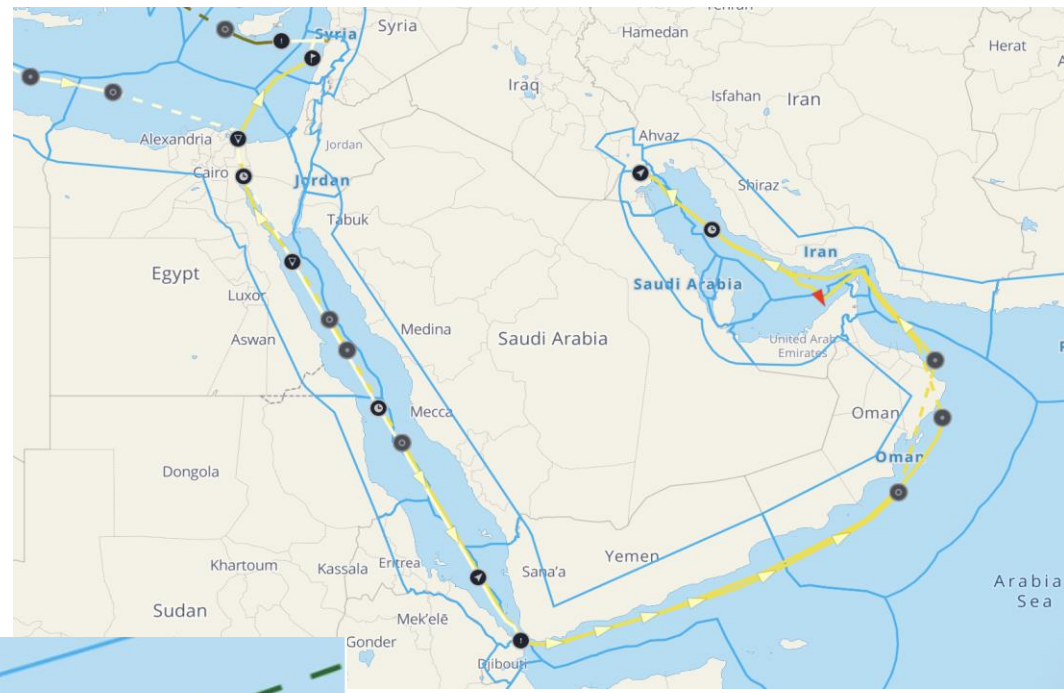 Syria
Syria
Hamedan
Herat
Iraq
Isfahan
Iran
Alexandria
Jordan
Ahvaz
Cairo
Jordan
Shiraz
Tabuk
Iran
Egypt
Saudi Arabia
Luxor
Medina
Aswan
Saudi Arabia
United Arab
Emirates
Mecca
Oman
Oman
Dongola
Khartoum
Kassala
Eritrea
Sana'a
Yemen
Arabian
Sea
Sudan
Mek'elē
Gonder
Djibouti